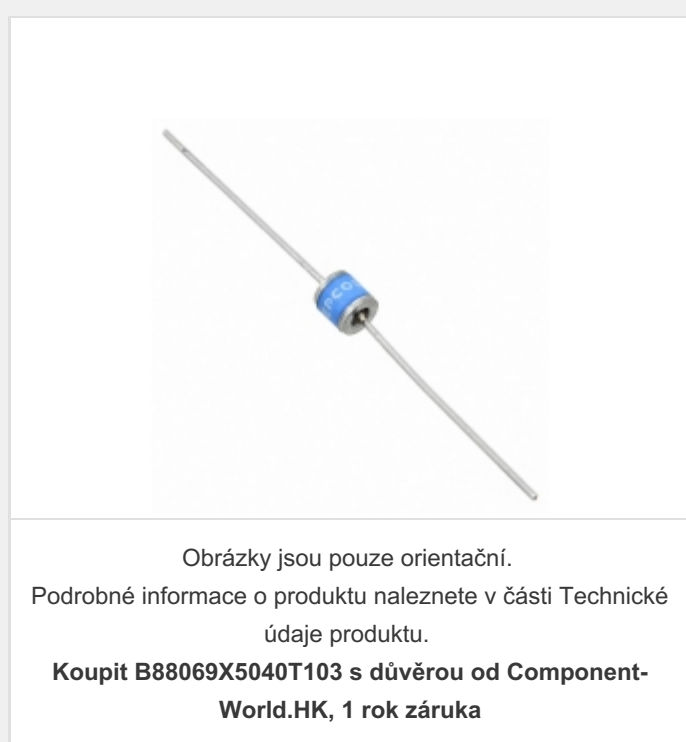 PCO
Obrázky jsou pouze orientační.
Podrobné informace o produktu naleznete v části Technické
údaje produktu.
Koupit B88069X5040T103 s důvěrou od Component-
World.HK, 1 rok záruka